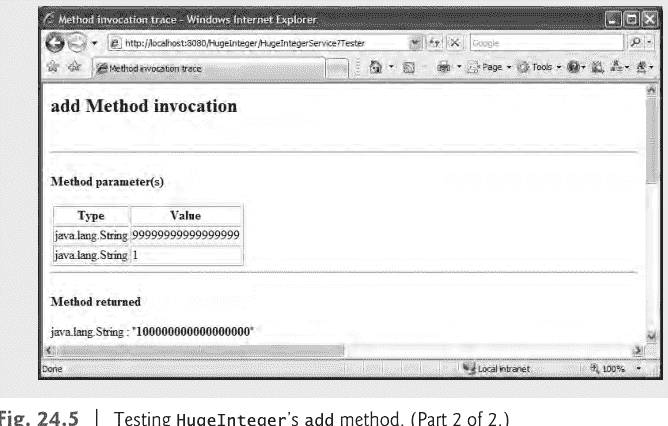 Method invocation trace - Windows Internet Explorer
http://localhost:8080/HugeInteger/HugeIntegerService?Tester
Google
Method invocation trace
Page
Tools
add Method invocation
Method parameter(s)
Type Value
java.lang.String 99999999999999999
java.lang.String 1
Method returned
java.lang.String : "100000000000000000"
Done
Local intranet
100%
Fig. 24.5 | Testing HugeInteger's add method. (Part 2 of 2.)